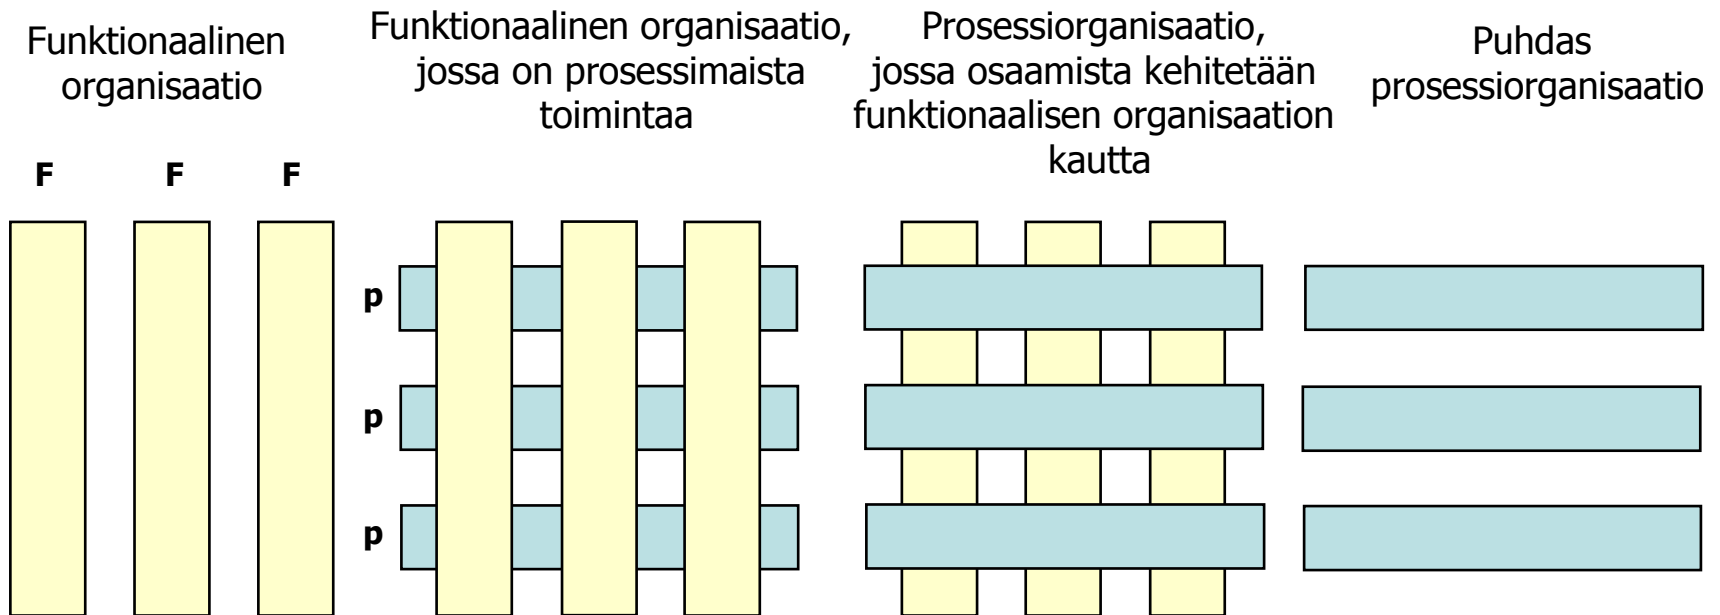 Funktionaalinen
organisaatio
Funktionaalinen organisaatio,
jossa on prosessimaista
toimintaa
Prosessiorganisaatio,
jossa osaamista kehitetään
funktionaalisen organisaation
kautta
Puhdas
prosessiorganisaatio
F F F
p
p
p